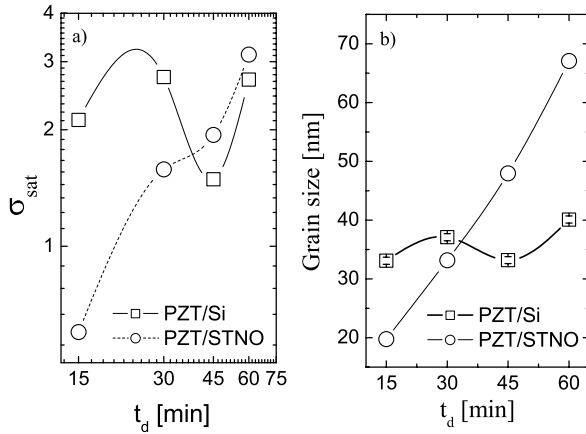 a)
4
3
2
1
σsat
PZT/Si
PZT/STNO
15 30 45 60 75
td [min]
b)
70
60
50
40
30
20
Grain size [nm]
PZT/Si
PZT/STNO
15 30 45 60
td [min]